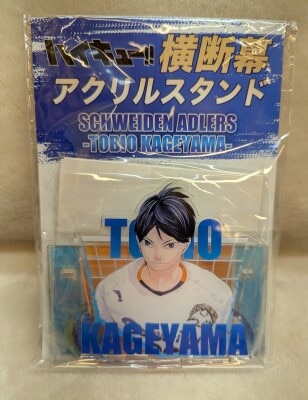 ハイキュー!! 横断幕
アクリルスタンド
SCHWEIDEN ADLERS
-TOBIO KAGEYAMA-
TOBIO
KAGEYAMA